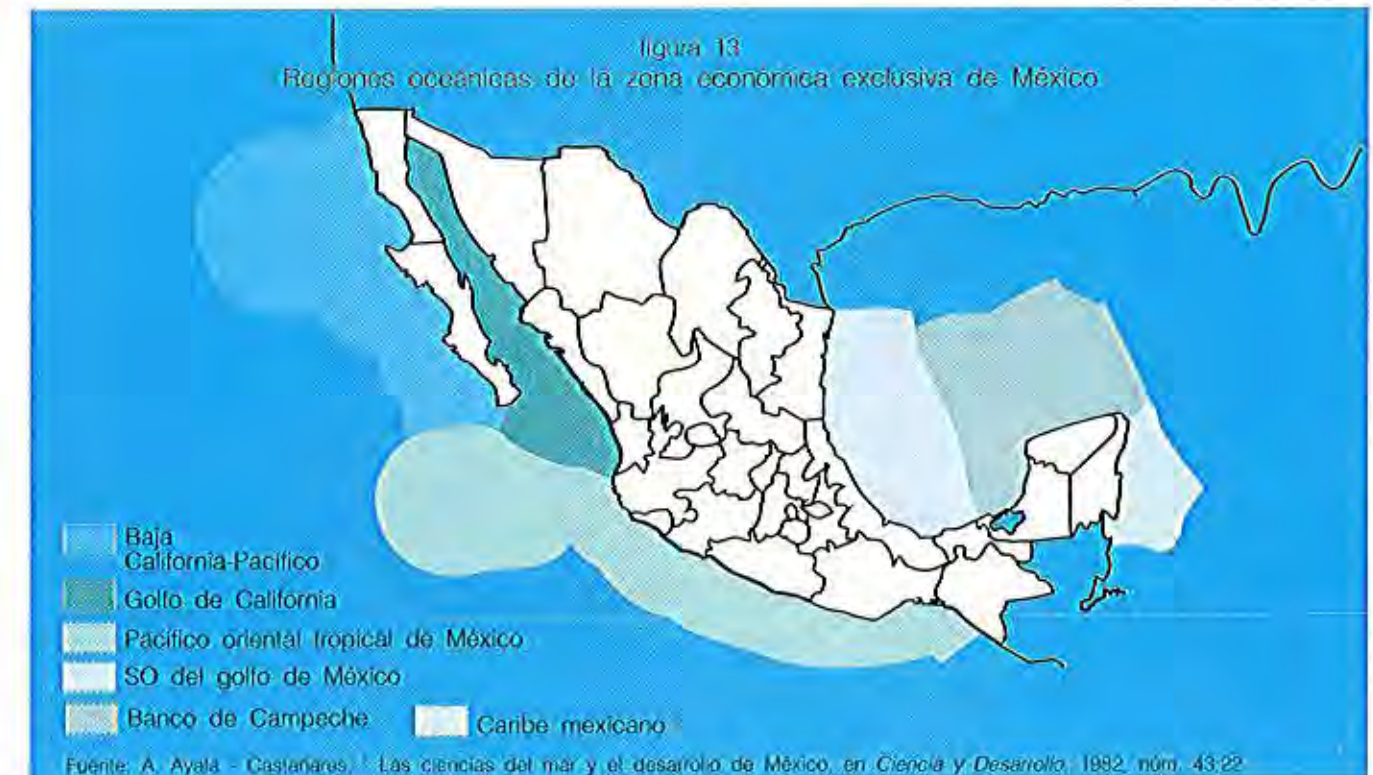 figura 13
Regiones oceánicas de la zona económica exclusiva de México
Baja
California-Pacífico
Golfo de California
Pacífico oriental tropical de México
SO del golfo de México
Banco de Campeche
Caribe mexicano
Fuente: A. Ayala - Castañares, Las ciencias del mar y el desarrollo de México, en Ciencia y Desarrollo, 1982, núm. 43:22